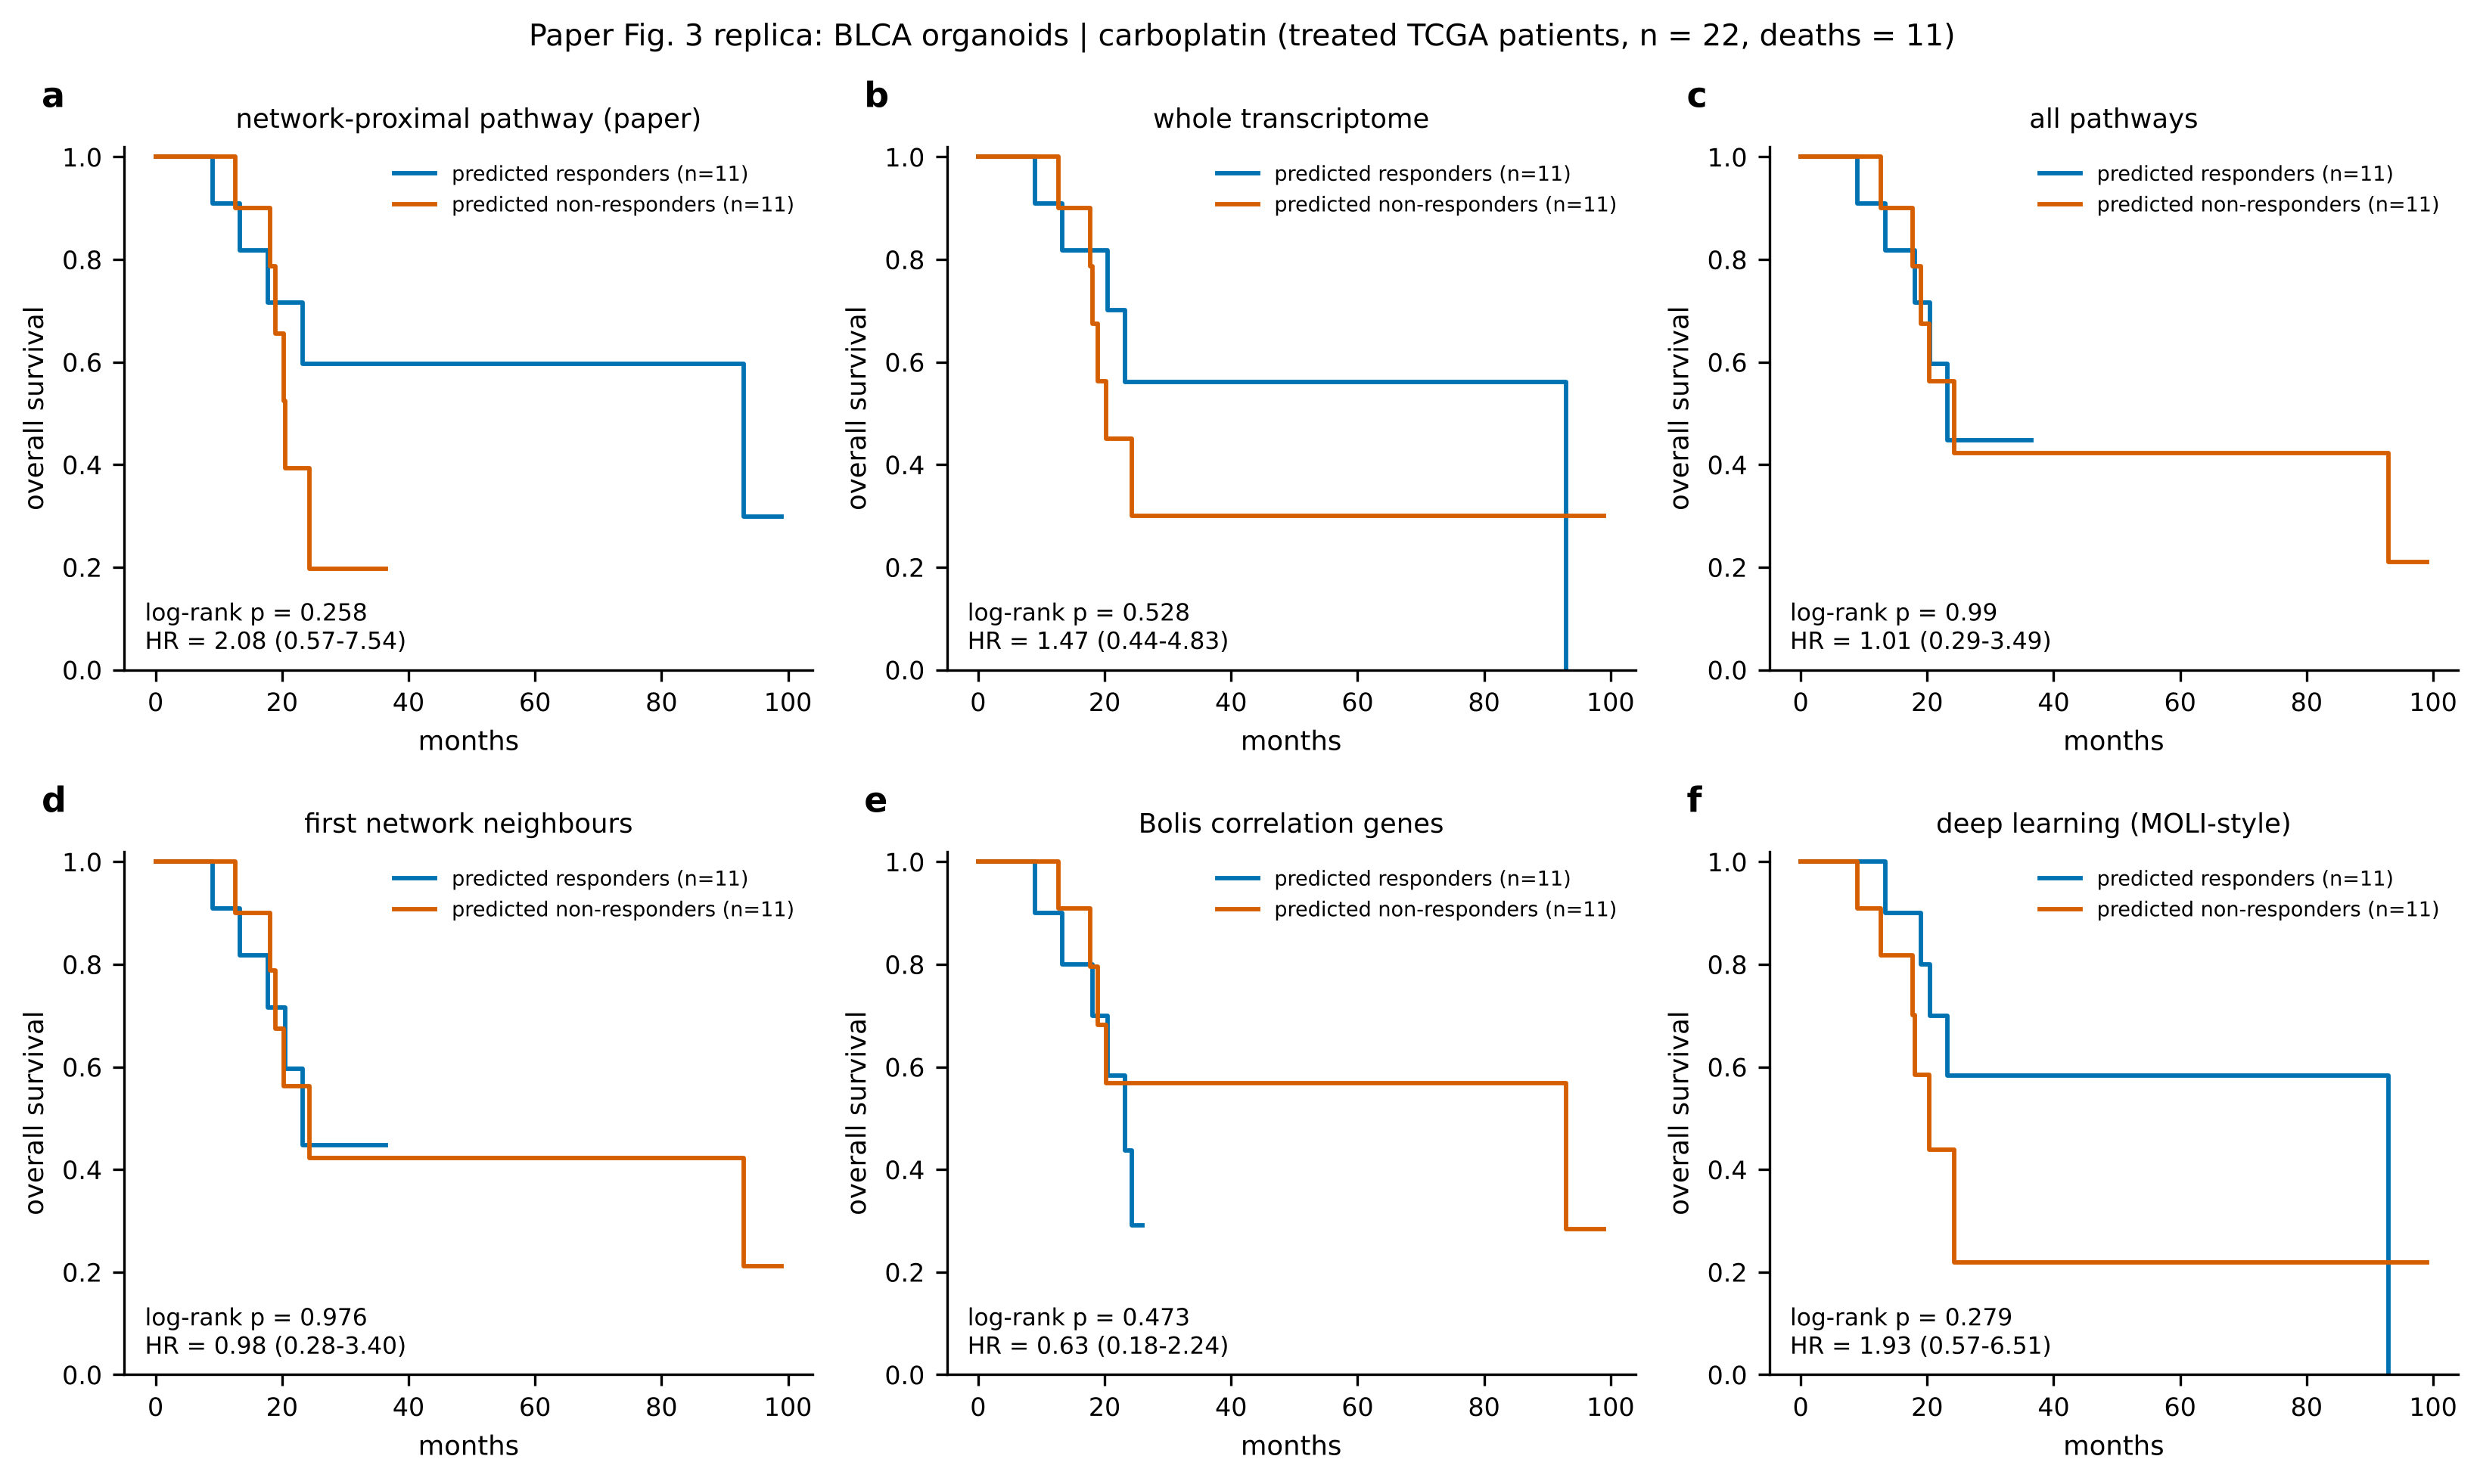 Paper Fig. 3 replica: BLCA organoids | carboplatin (treated TCGA patients, n = 22, deaths = 11)
a
network-proximal pathway (paper)
predicted responders (n=11)
predicted non-responders (n=11)
1.0
0.8
0.6
0.4
0.2
0.0
overall survival
log-rank p = 0.258
HR = 2.08 (0.57-7.54)
0 20 40 60 80 100
months
b
whole transcriptome
predicted responders (n=11)
predicted non-responders (n=11)
1.0
0.8
0.6
0.4
0.2
0.0
overall survival
log-rank p = 0.528
HR = 1.47 (0.44-4.83)
0 20 40 60 80 100
months
c
all pathways
predicted responders (n=11)
predicted non-responders (n=11)
1.0
0.8
0.6
0.4
0.2
0.0
overall survival
log-rank p = 0.99
HR = 1.01 (0.29-3.49)
0 20 40 60 80 100
months
d
first network neighbours
predicted responders (n=11)
predicted non-responders (n=11)
1.0
0.8
0.6
0.4
0.2
0.0
overall survival
log-rank p = 0.976
HR = 0.98 (0.28-3.40)
0 20 40 60 80 100
months
e
Bolis correlation genes
predicted responders (n=11)
predicted non-responders (n=11)
1.0
0.8
0.6
0.4
0.2
0.0
overall survival
log-rank p = 0.473
HR = 0.63 (0.18-2.24)
0 20 40 60 80 100
months
f
deep learning (MOLI-style)
predicted responders (n=11)
predicted non-responders (n=11)
1.0
0.8
0.6
0.4
0.2
0.0
overall survival
log-rank p = 0.279
HR = 1.93 (0.57-6.51)
0 20 40 60 80 100
months